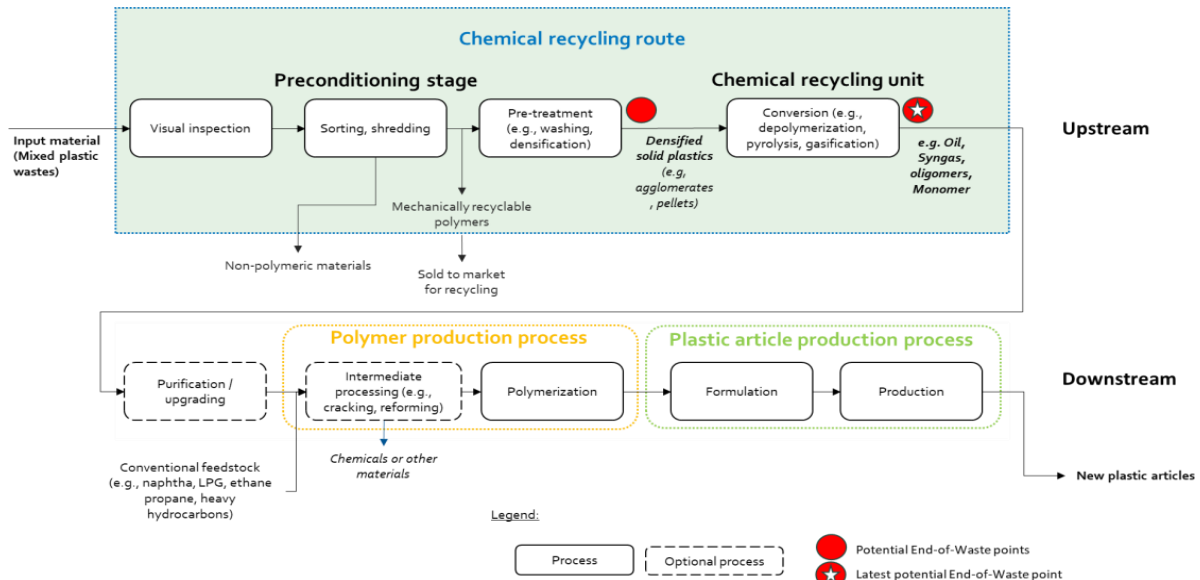 Chemical recycling route
Preconditioning stage
Chemical recycling unit
Input material
(Mixed plastic
wastes)
Visual inspection
Sorting, shredding
Pre-treatment
(e.g., washing,
densification)
Densified
solid plastics
(e.g,
agglomerates
, pellets)
Conversion (e.g.,
depolymerization,
pyrolysis, gasification)
e.g. Oil,
Syngas,
oligomers,
Monomer
Upstream
Mechanically recyclable
polymers
Non-polymeric materials
Sold to market
for recycling
Polymer production process
Plastic article production process
Purification /
upgrading
Intermediate
processing (e.g.,
cracking, reforming)
Polymerization
Formulation
Production
Downstream
Chemicals or other
materials
Conventional feedstock
(e.g., naphtha, LPG, ethane
propane, heavy
hydrocarbons)
New plastic articles
Legend:
Process
Optional process
Potential End-of-Waste points
Latest potential End-of-Waste point